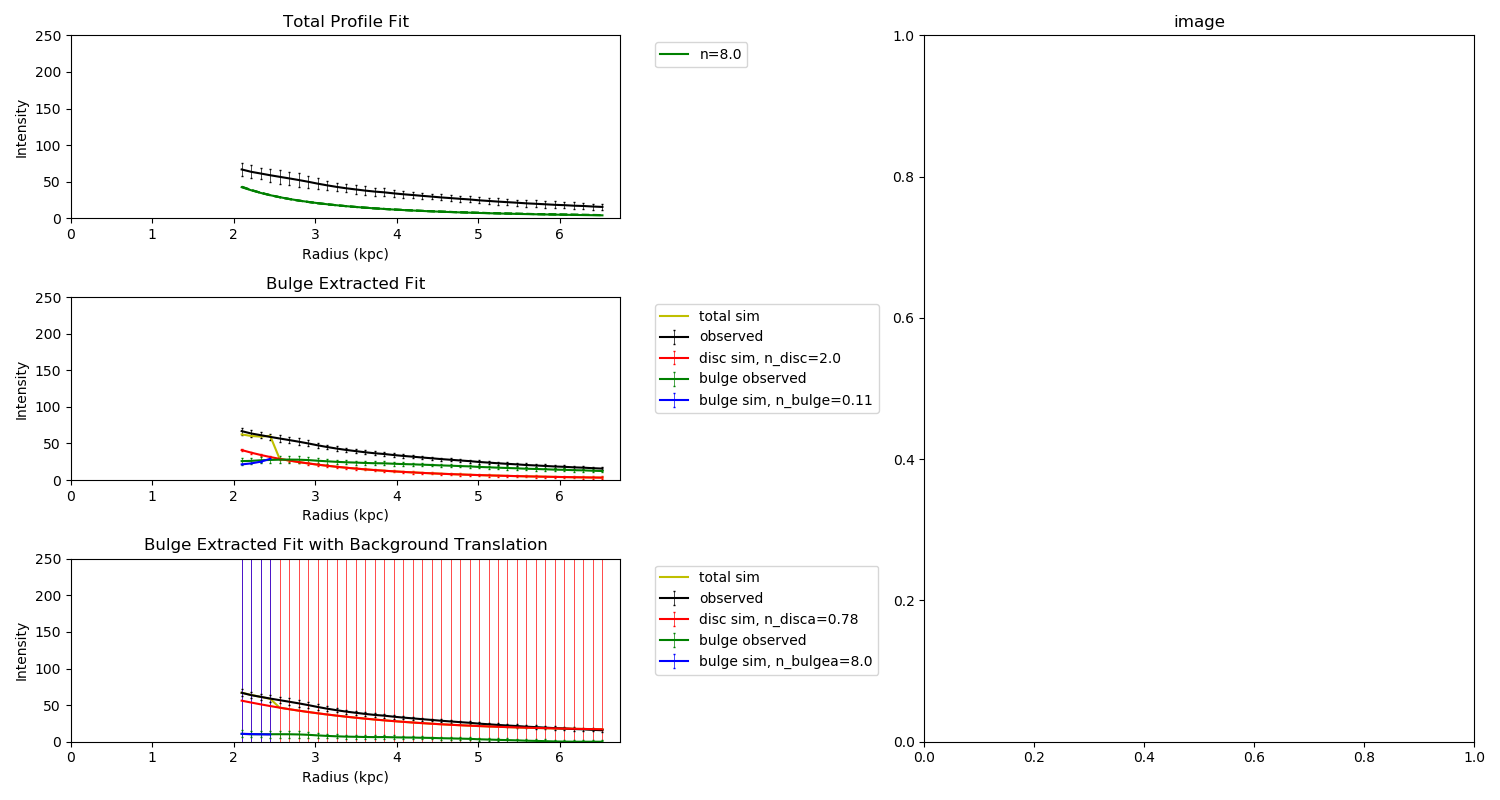 Total Profile Fit
250
200
150
100
50
0
Intensity
0 1 2 3 4 5 6
Radius (kpc)
n=8.0
Bulge Extracted Fit
250
200
150
100
50
0
Intensity
0 1 2 3 4 5 6
Radius (kpc)
total sim
observed
disc sim, n_disc=2.0
bulge observed
bulge sim, n_bulge=0.11
Bulge Extracted Fit with Background Translation
250
200
150
100
50
0
Intensity
0 1 2 3 4 5 6
Radius (kpc)
total sim
observed
disc sim, n_disca=0.78
bulge observed
bulge sim, n_bulgea=8.0
image
1.0
0.8
0.6
0.4
0.2
0.0
0.0 0.2 0.4 0.6 0.8 1.0